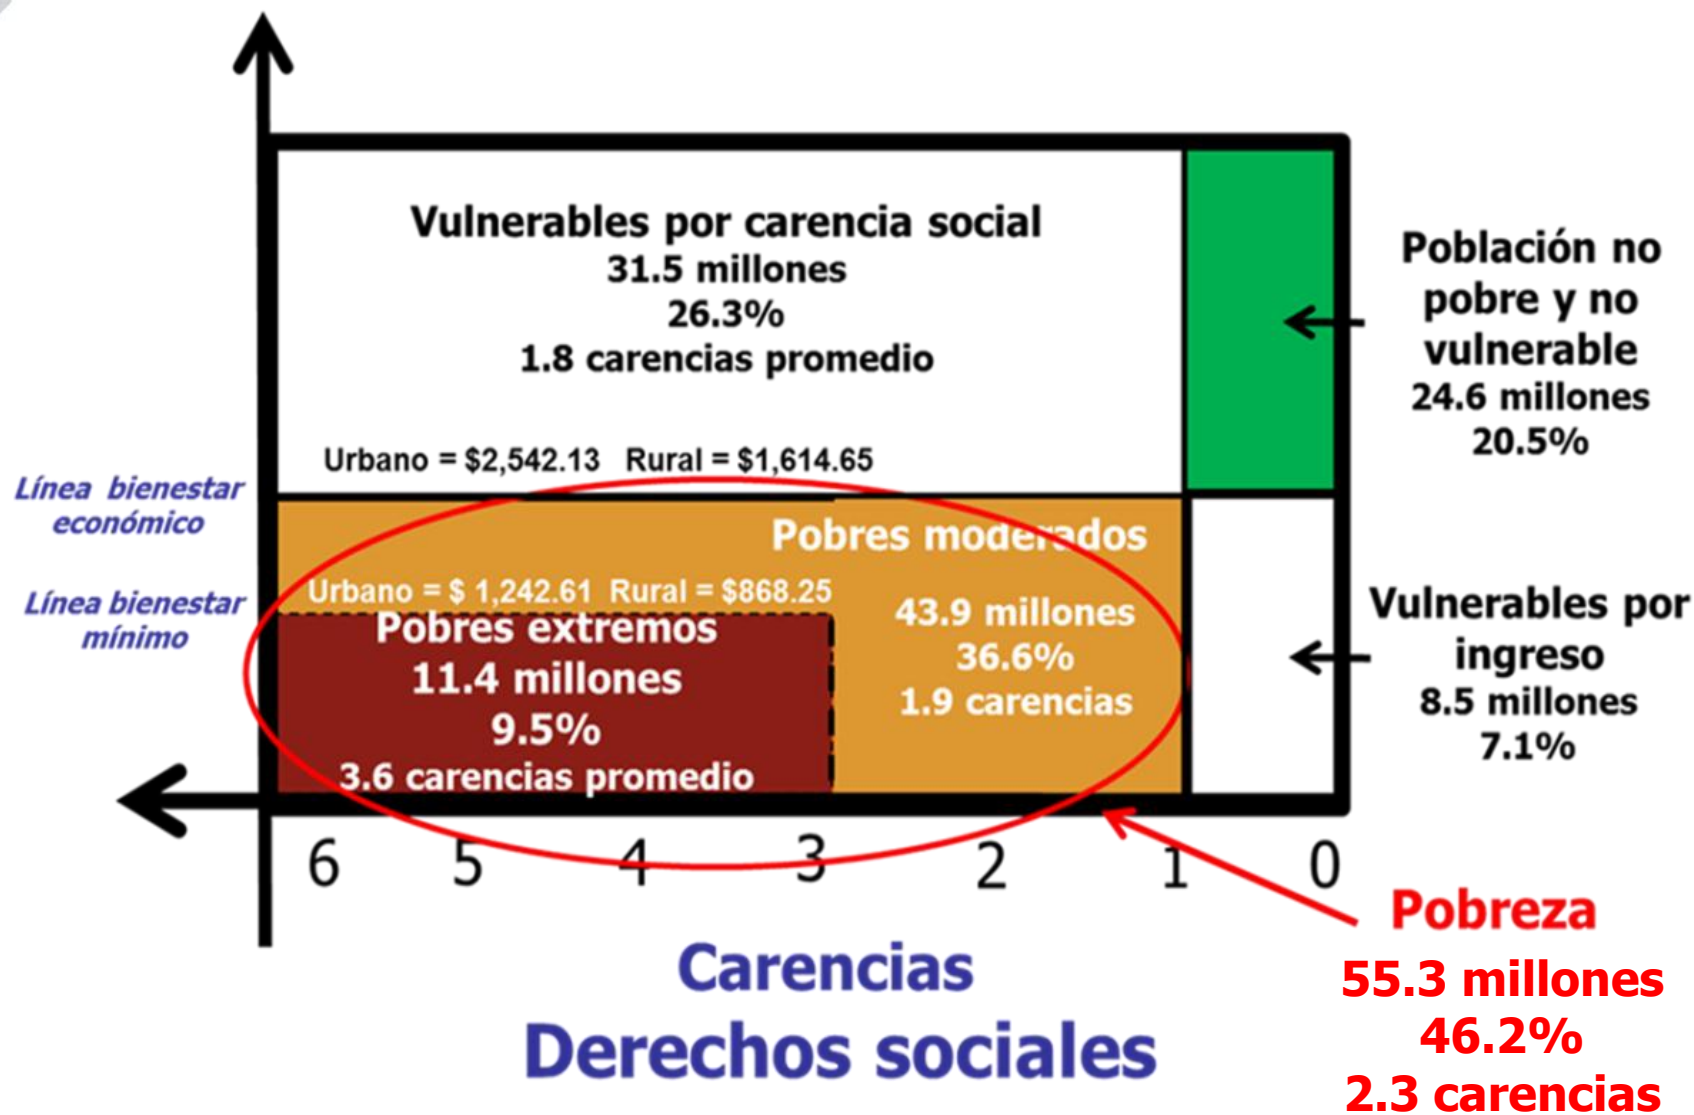 Vulnerables por carencia social
31.5 millones
26.3%
1.8 carencias promedio
Urbano = $2,542.13 Rural = $1,614.65
Población no
pobre y no
vulnerable
24.6 millones
20.5%
Línea bienestar
económico
Pobres moderados
Urbano = $ 1,242.61 Rural = $868.25
43.9 millones
36.6%
1.9 carencias
Línea bienestar
mínimo
Pobres extremos
11.4 millones
9.5%
3.6 carencias promedio
Vulnerables por
ingreso
8.5 millones
7.1%
6 5 4 3 2 1 0
Carencias
Derechos sociales
Pobreza
55.3 millones
46.2%
2.3 carencias